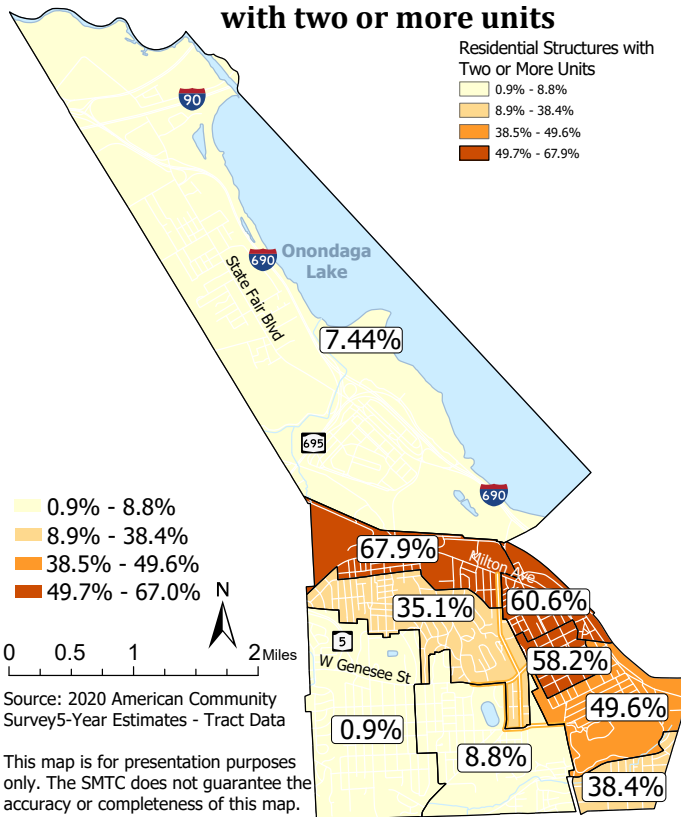 with two or more units
Residential Structures with
Two or More Units
0.9% - 8.8%
8.9% - 38.4%
38.5% - 49.6%
49.7% - 67.9%
90
690
Onondaga
Lake
State Fair Blvd
7.44%
695
690
0.9% - 8.8%
8.9% - 38.4%
38.5% - 49.6%
49.7% - 67.0%
67.9%
Milton Ave
35.1%
60.6%
N
5
W Genesee St
58.2%
0 0.5 1 2 Miles
49.6%
0.9%
8.8%
38.4%
Source: 2020 American Community
Survey5-Year Estimates - Tract Data
This map is for presentation purposes
only. The SMTC does not guarantee the
accuracy or completeness of this map.